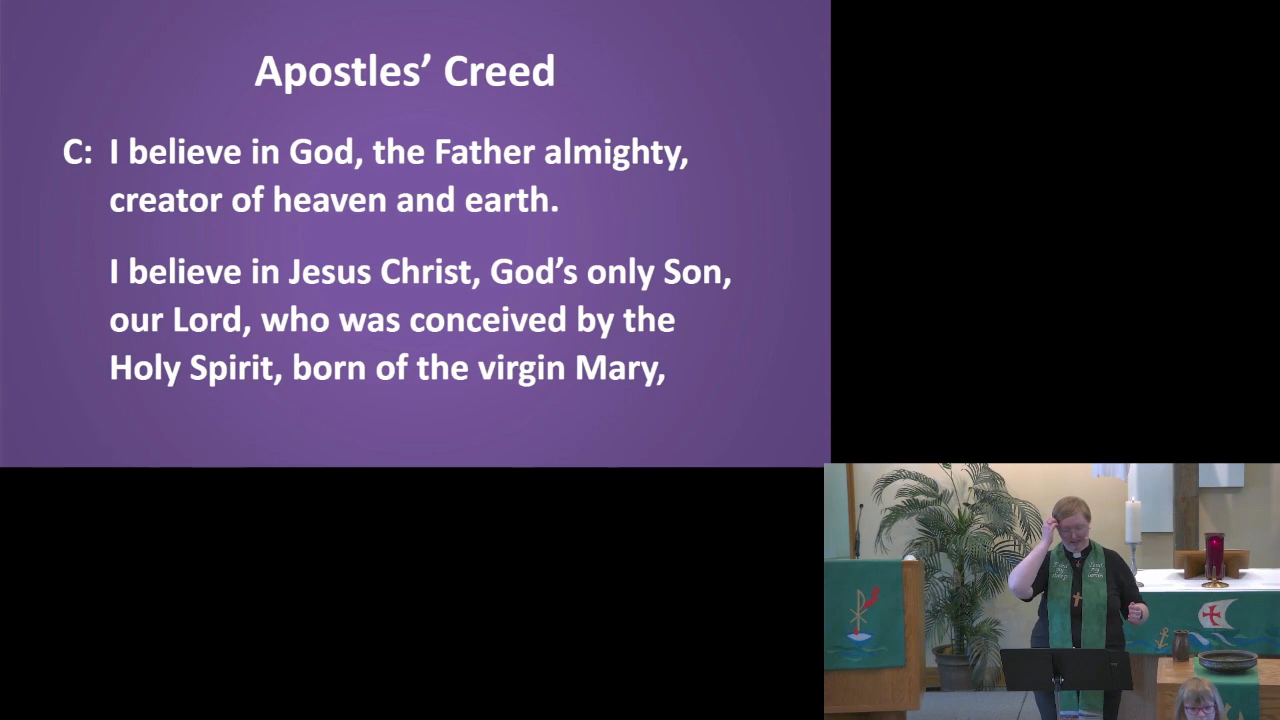 Apostles’ Creed
C: I believe in God, the Father almighty,
creator of heaven and earth.
I believe in Jesus Christ, God’s only Son,
our Lord, who was conceived by the
Holy Spirit, born of the virgin Mary,